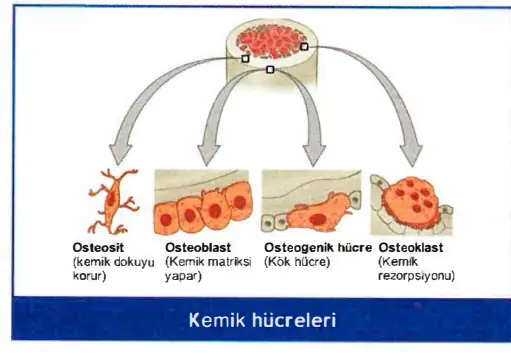 Osteosit
(kemik dokuyu
korur)
Osteoblast
(Kemik matriksi
yapar)
Osteogenik hücre
(Kök hücre)
Osteoklast
(Kemik
rezorpsiyonu)
Kemik hücreleri